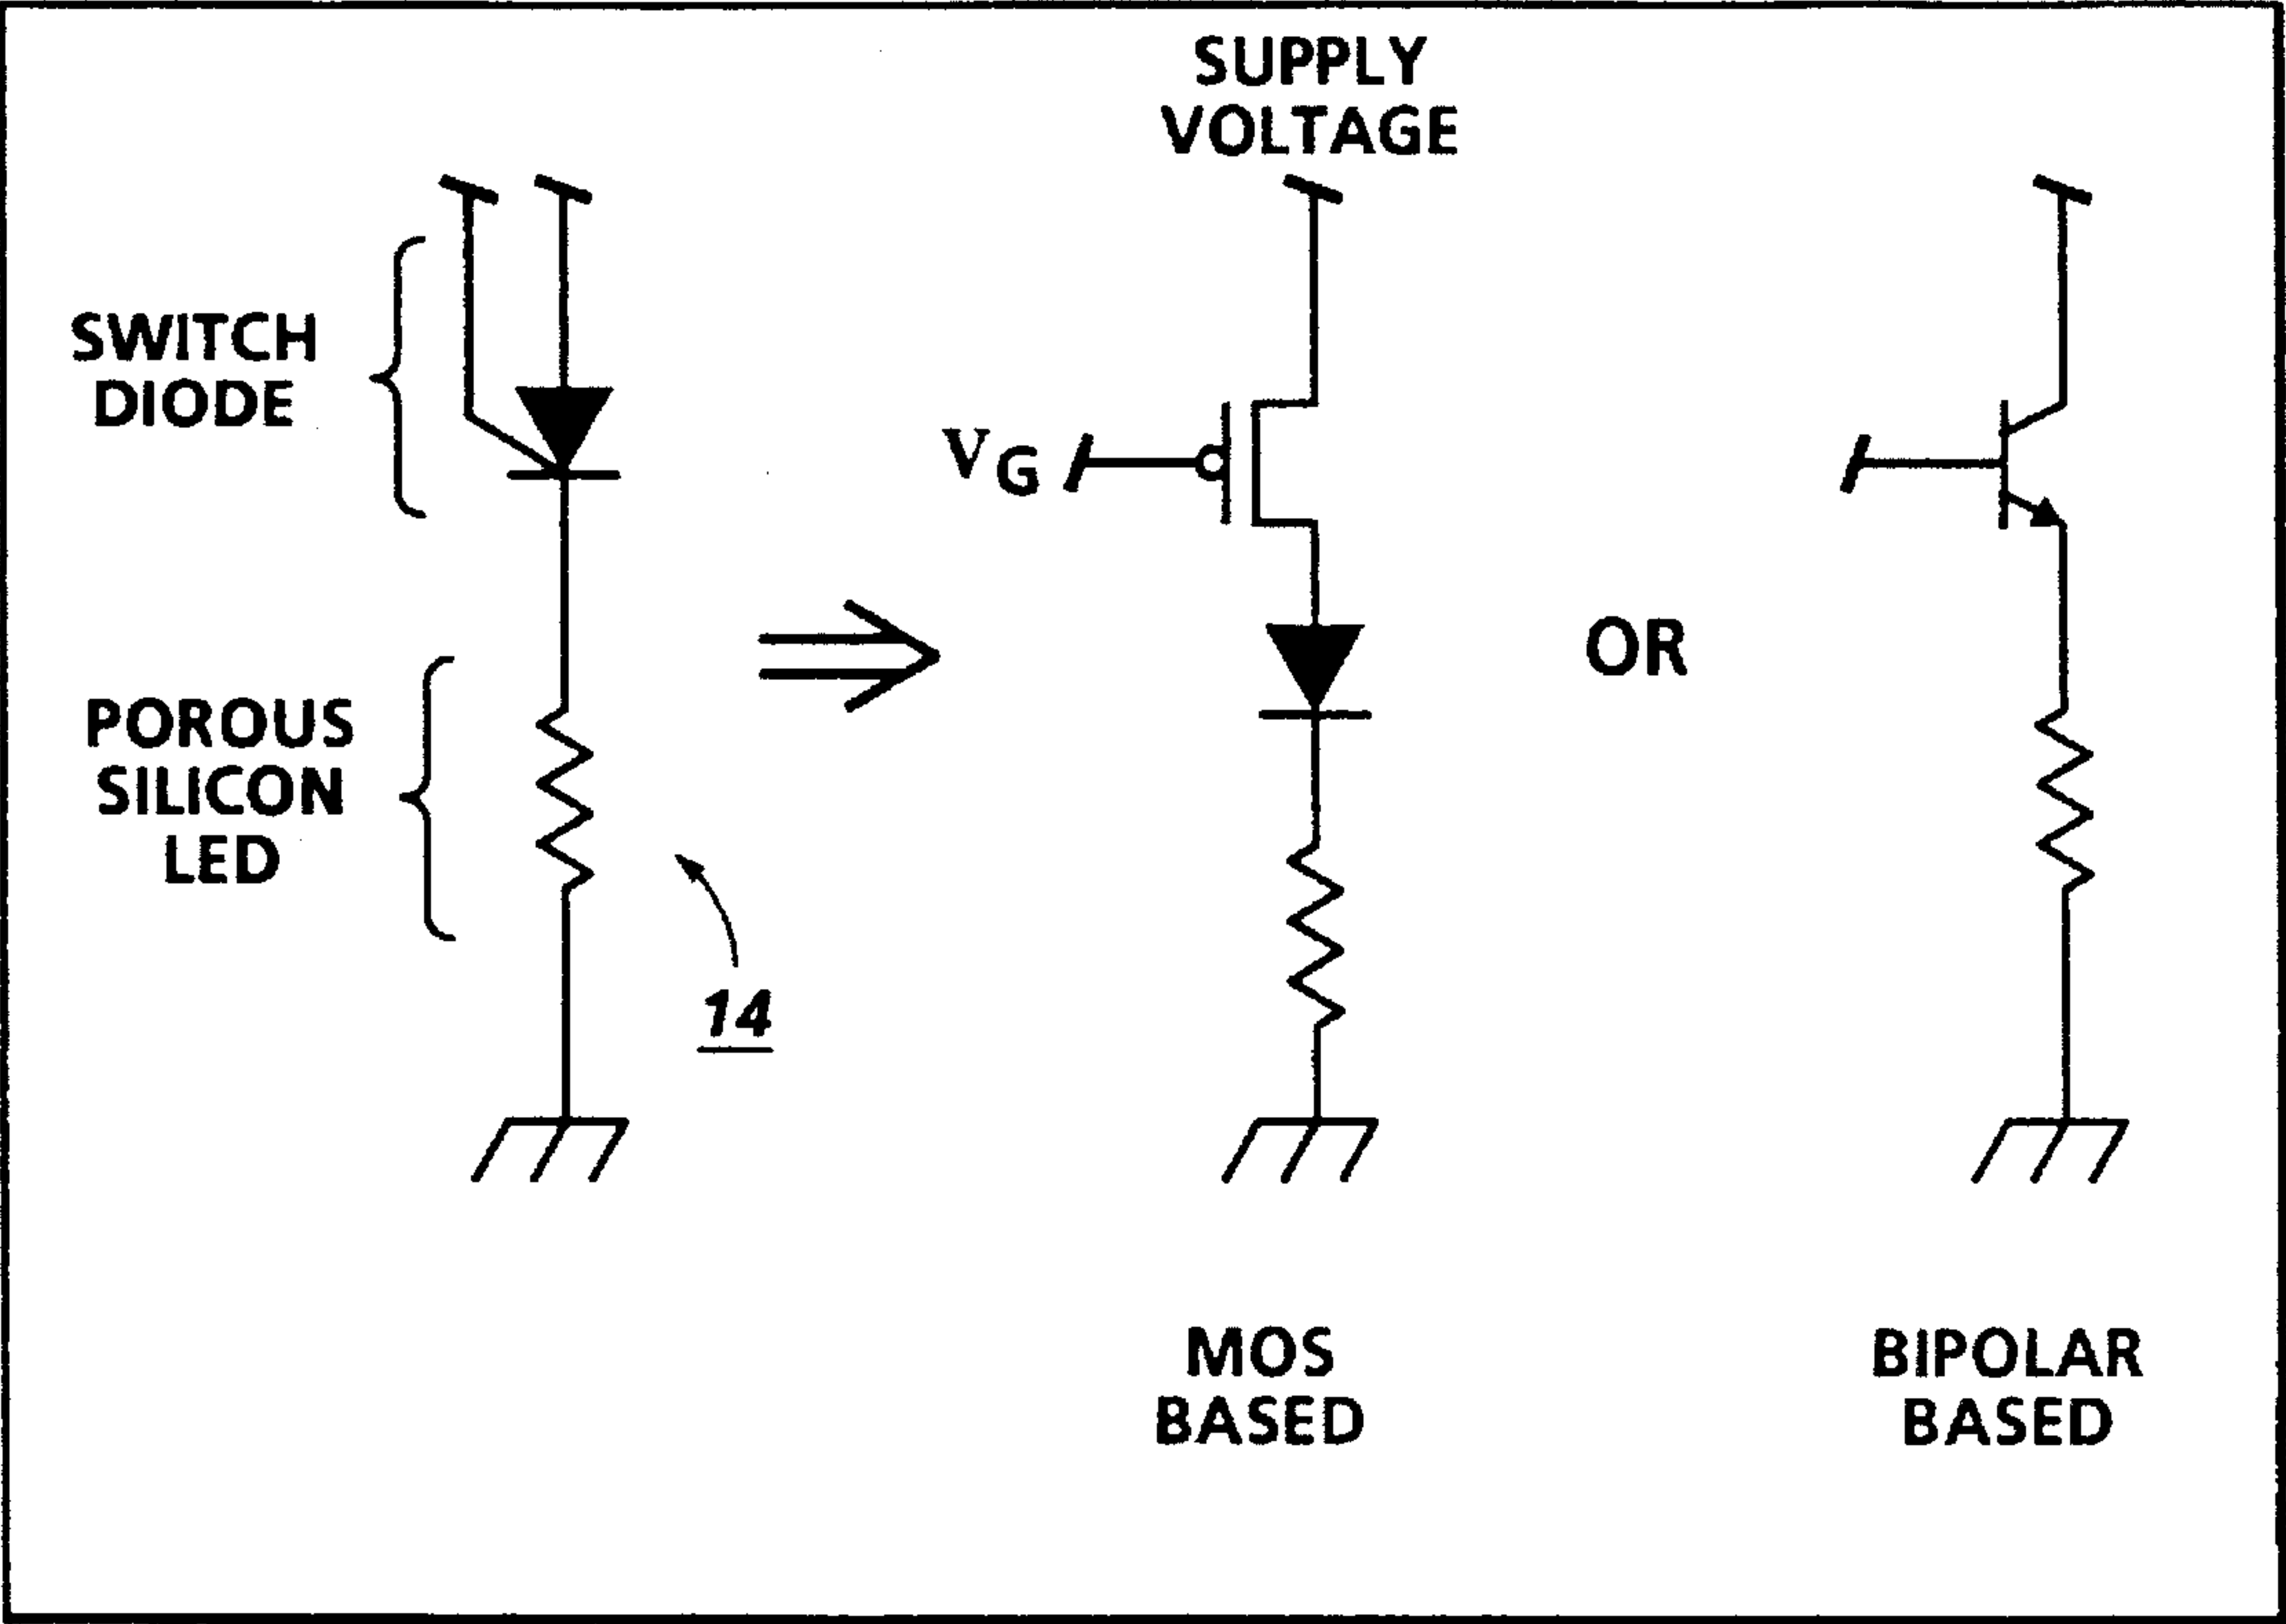 SUPPLY
VOLTAGE
SWITCH
DIODE
VG
OR
POROUS
SILICON
LED
14
MOS
BASED
BIPOLAR
BASED